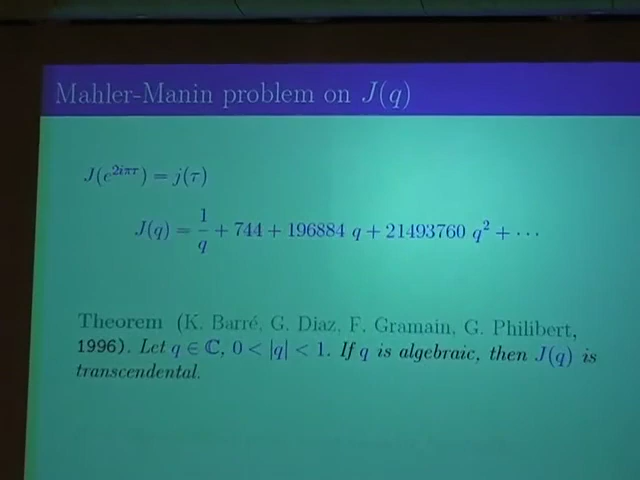 Mahler-Manin problem on J(q)
J(e^{2iπτ}) = j(τ)
J(q) = 1/q + 744 + 196884 q + 21493760 q² + ⋯
Theorem (K. Barré, G. Diaz, F. Gramain, G. Philibert,
1996). Let q ∈ ℂ, 0 < |q| < 1. If q is algebraic, then J(q) is
transcendental.